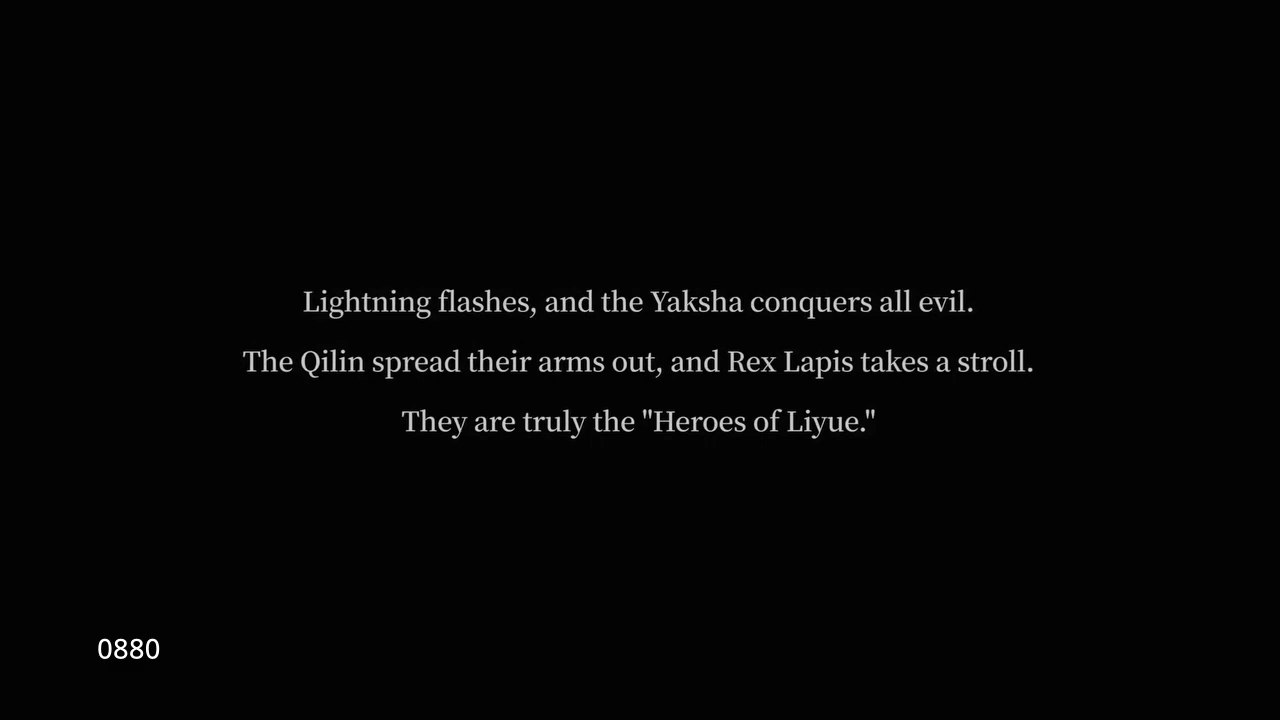 Lightning flashes, and the Yaksha conquers all evil.
The Qilin spread their arms out, and Rex Lapis takes a stroll.
They are truly the "Heroes of Liyue."
0880